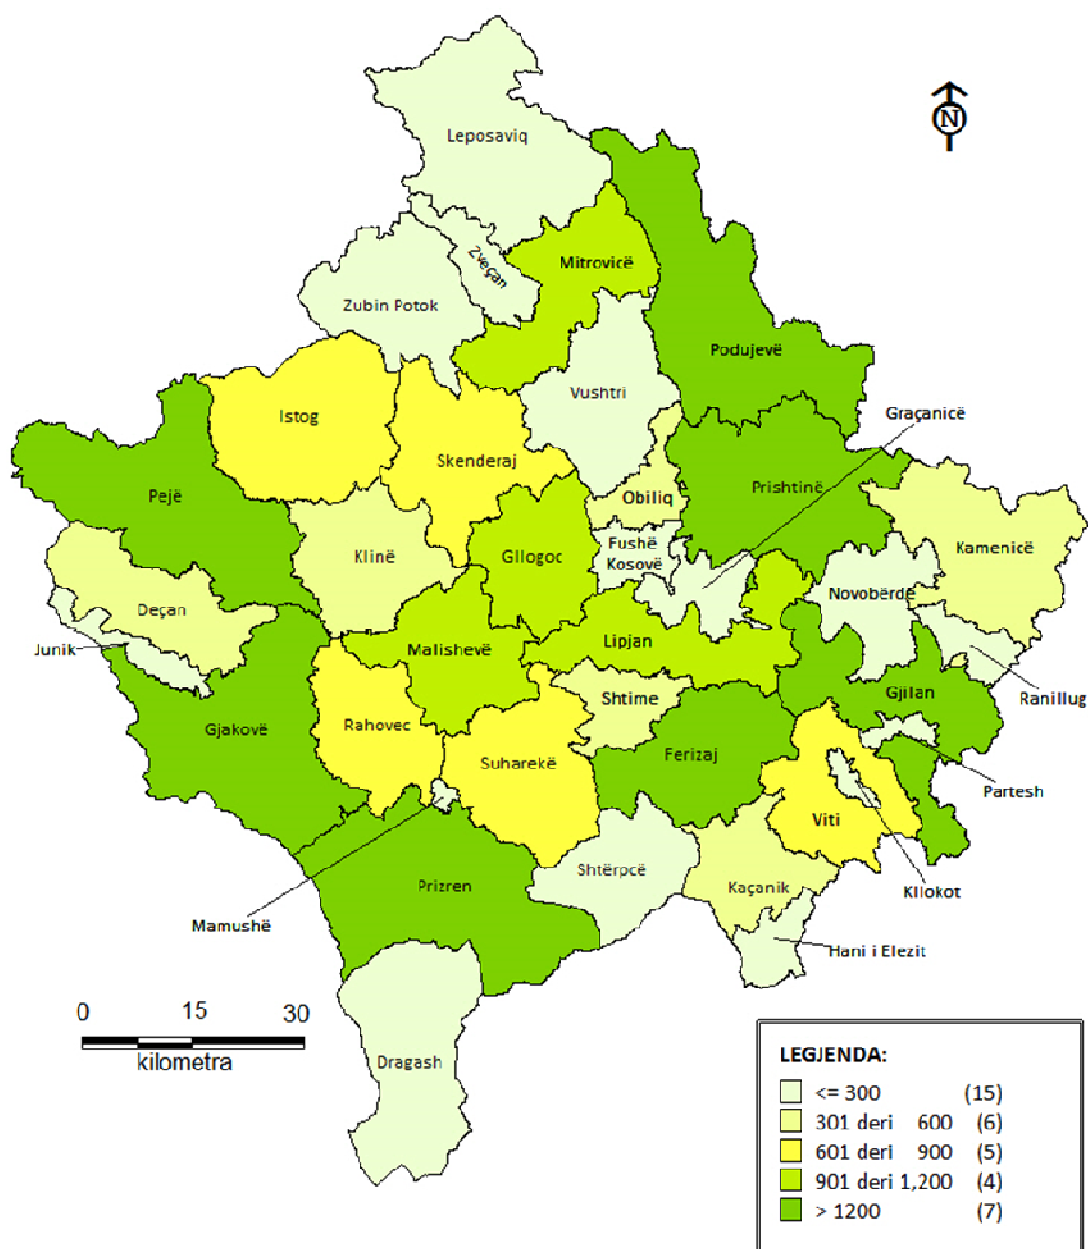 Leposaviq
N
Zveçan
Mitrovicë
Zubin Potok
Podujevë
Vushtri
Graçanicë
Istog
Skenderaj
Pejë
Prishtinë
Obiliq
Fushë
Kosovë
Klinë
Gllogoc
Kamenicë
Novobërdë
Deçan
Junik
Malishevë
Lipjan
Shtime
Gjilan
Ranillug
Gjakovë
Rahovec
Suharekë
Ferizaj
Partesh
Viti
Shtërpcë
Prizren
Kaçanik
Kllokot
Mamushë
Hani i Elezit
0 15 30
kilometra
Dragash
LEGJENDA:
<= 300 (15)
301 deri 600 (6)
601 deri 900 (5)
901 deri 1,200 (4)
> 1200 (7)